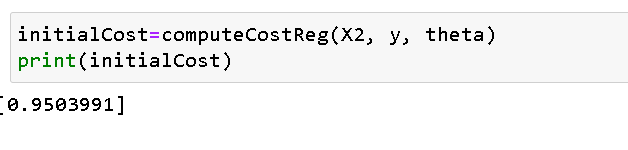 initialCost=computeCostReg(X2, y, theta)
print(initialCost)
[0.9503991]